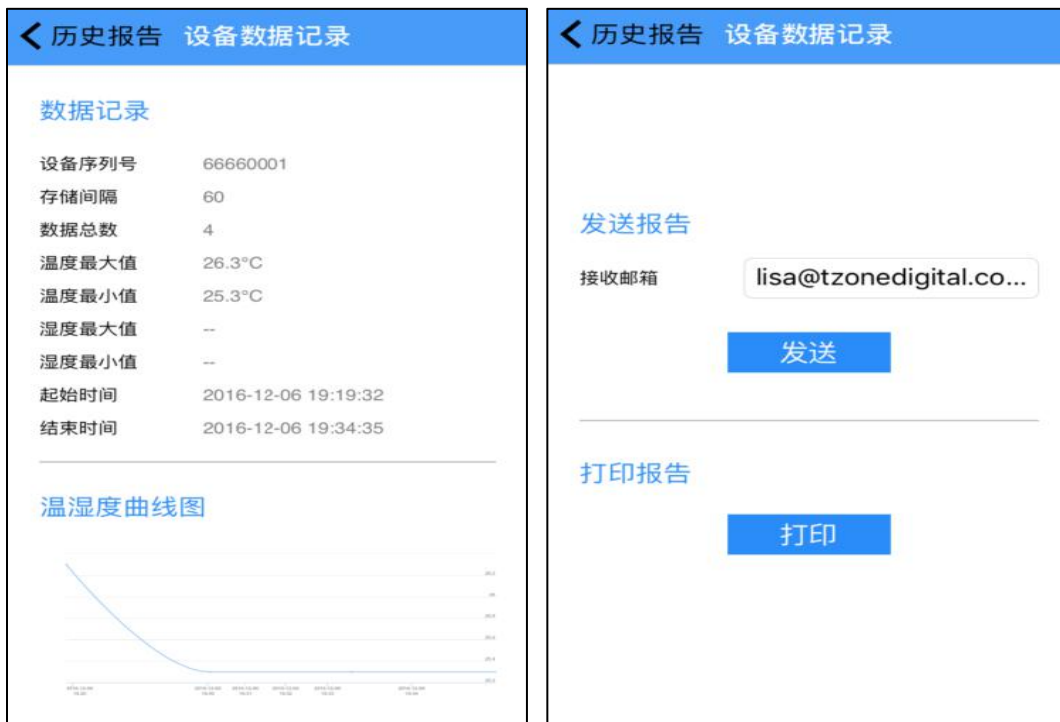 历史报告 设备数据记录
数据记录
设备序列号 66660001
存储间隔 60
数据总数 4
温度最大值 26.3°C
温度最小值 25.3°C
湿度最大值 --
湿度最小值 --
起始时间 2016-12-06 19:19:32
结束时间 2016-12-06 19:34:35
温湿度曲线图
历史报告 设备数据记录
发送报告
接收邮箱 lisa@tzonedigital.co...
发送
打印报告
打印